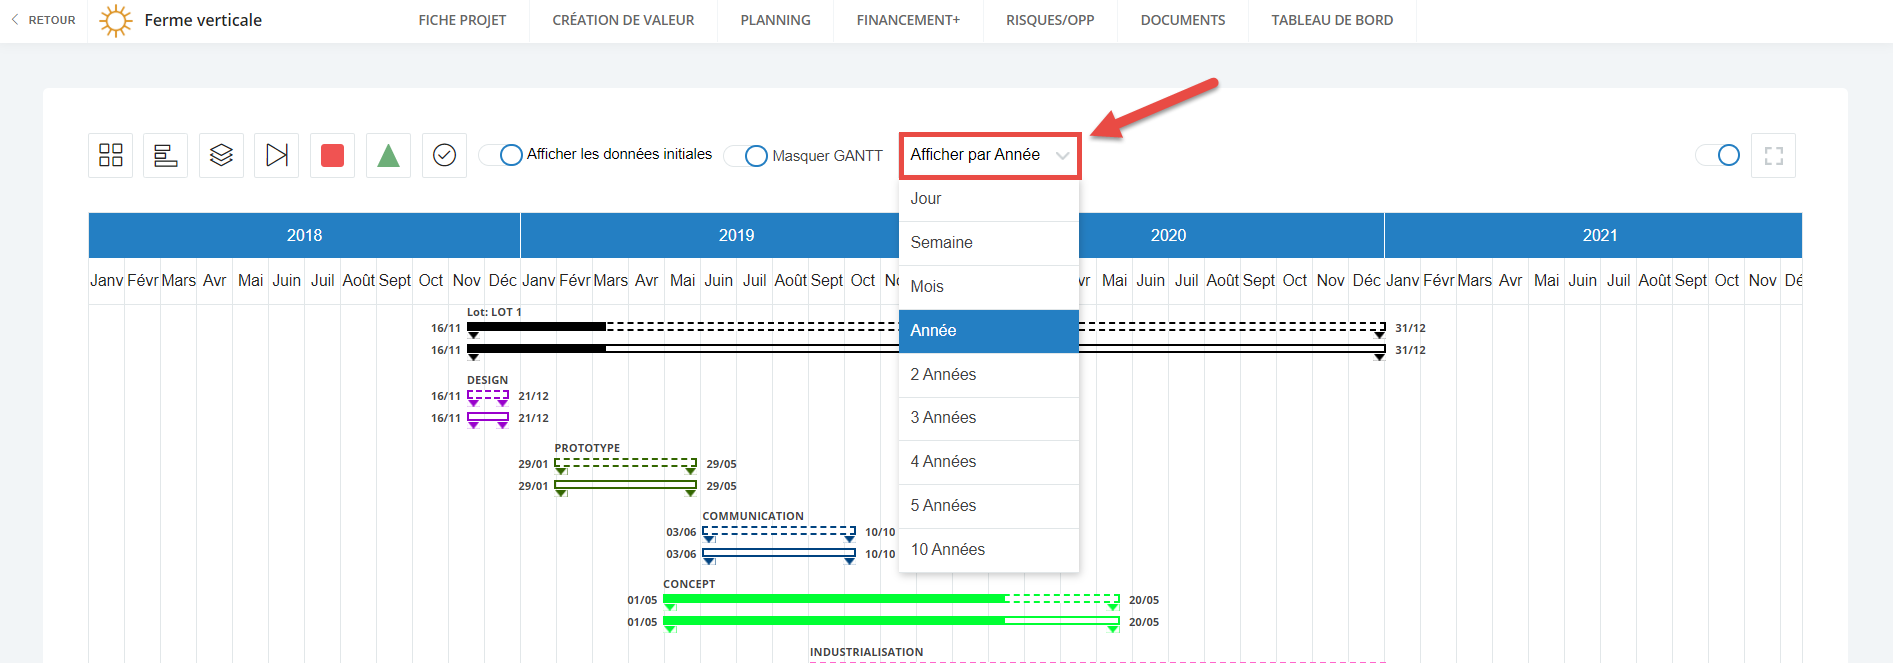 RETOUR
Ferme verticale
FICHE PROJET
CRÉATION DE VALEUR
PLANNING
FINANCEMENT+
RISQUES/OPP
DOCUMENTS
TABLEAU DE BORD
Afficher les données initiales
Masquer GANTT
Afficher par Année
Jour
Semaine
Mois
Année
2 Années
3 Années
4 Années
5 Années
10 Années
2018 2019 2020 2021
Janv Févr Mars Avr Mai Juin Juil Août Sept Oct Nov Déc Janv Févr Mars Avr Mai Juin Juil Août Sept Oct Mai Juin Juil Août Sept Oct Nov Déc Janv Févr Mars Avr Mai Juin Juil Août Sept Oct Nov
Lot: LOT 1
16/11 31/12
16/11 31/12
DESIGN
16/11 21/12
16/11 21/12
PROTOTYPE
29/01 29/05
29/01 29/05
COMMUNICATION
03/06 10/10
03/06 10/10
CONCEPT
01/05 20/05
01/05 20/05
INDUSTRIALISATION